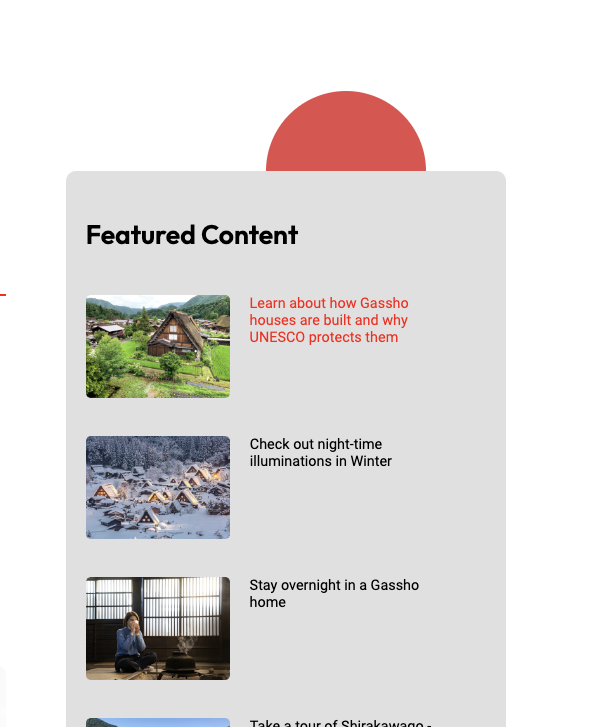 Featured Content
Learn about how Gassho
houses are built and why
UNESCO protects them
Check out night-time
illuminations in Winter
Stay overnight in a Gassho
home
Take a tour of Shirakawago -